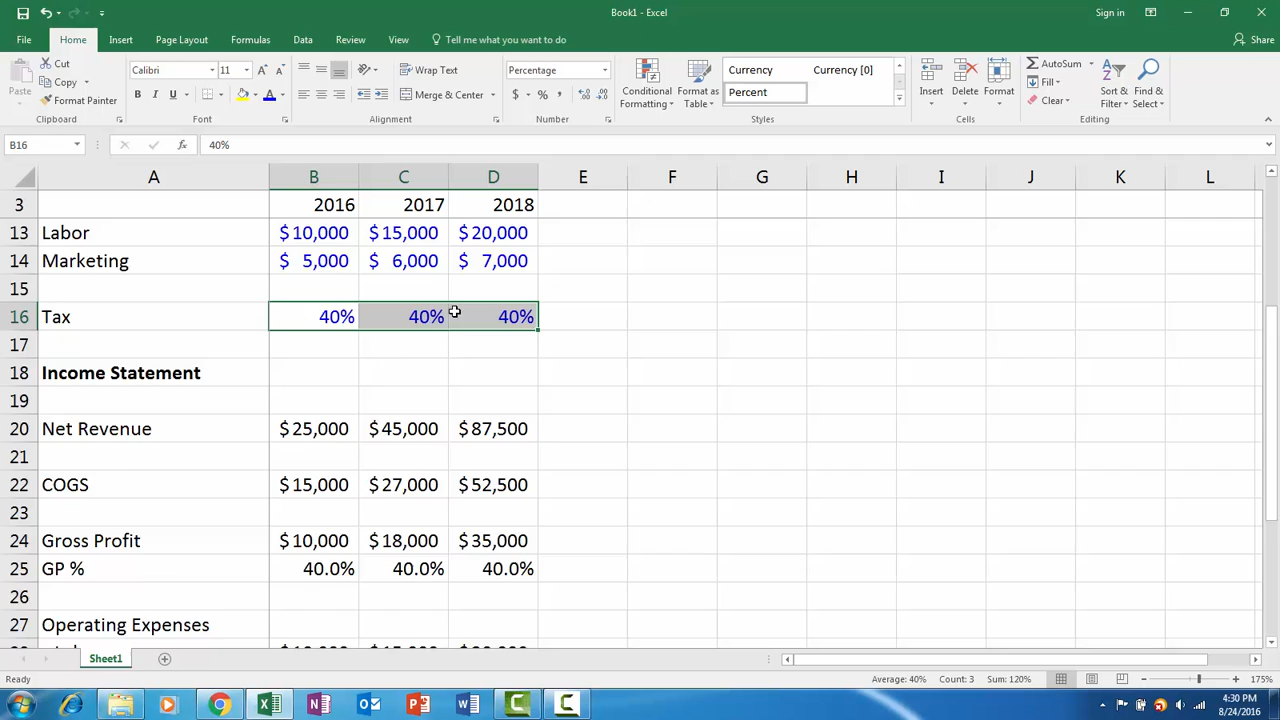 Book1 - Excel
Sign in
File Home Insert Page Layout Formulas Data Review View Tell me what you want to do
Share
Cut
Copy
Format Painter
Paste
Clipboard
Calibri 11
B I U
Font
Wrap Text
Merge & Center
Alignment
Percentage
$ % ,
Number
Conditional Formatting
Format as Table
Currency Currency [0]
Percent
Styles
Insert Delete Format
Cells
AutoSum
Fill
Clear
Sort & Filter
Find & Select
Editing
B16 fx 40%
A B C D E F G H I J K L
3 2016 2017 2018
13 Labor $10,000 $15,000 $20,000
14 Marketing $ 5,000 $ 6,000 $ 7,000
15
16 Tax 40% 40% 40%
17
18 Income Statement
19
20 Net Revenue $25,000 $45,000 $87,500
21
22 COGS $15,000 $27,000 $52,500
23
24 Gross Profit $10,000 $18,000 $35,000
25 GP % 40.0% 40.0% 40.0%
26
27 Operating Expenses
Sheet1
Ready Average: 40% Count: 3 Sum: 120% 175%
4:30 PM
8/24/2016